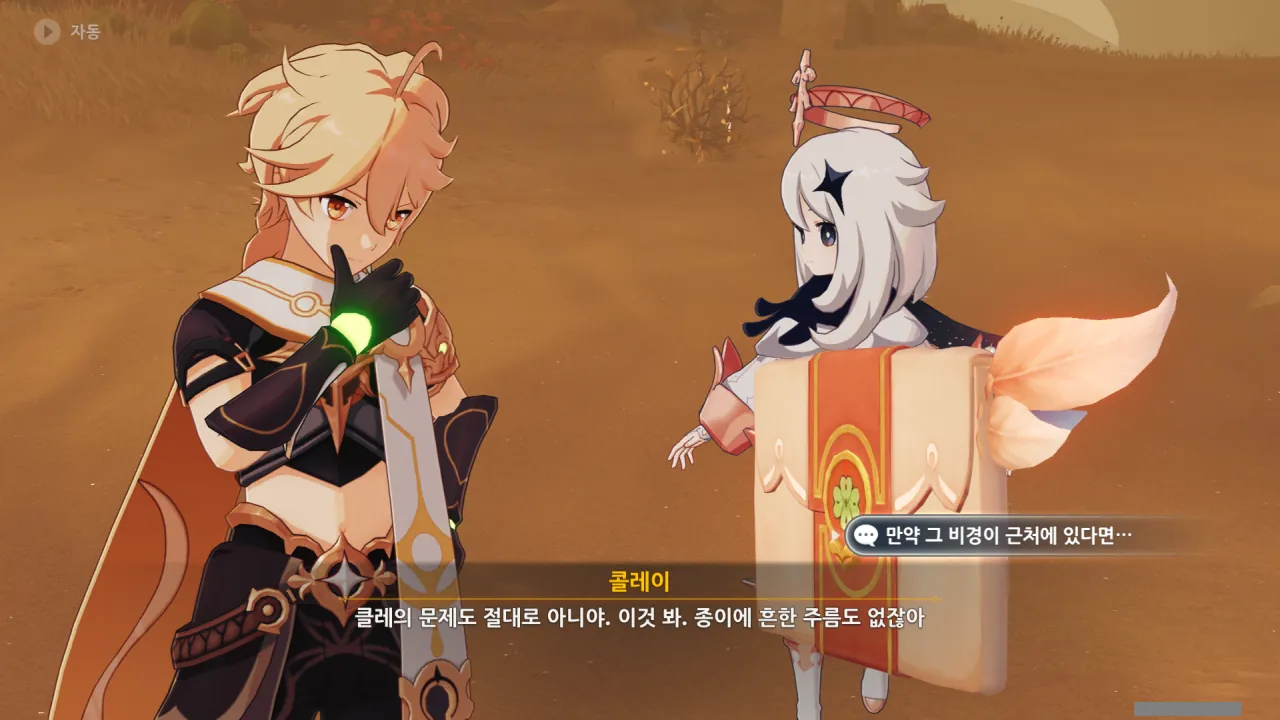 자동
만약 그 비경이 근처에 있다면…
콜레이
클레의 문제도 절대로 아니야. 이것 봐. 종이에 흔한 주름도 없잖아